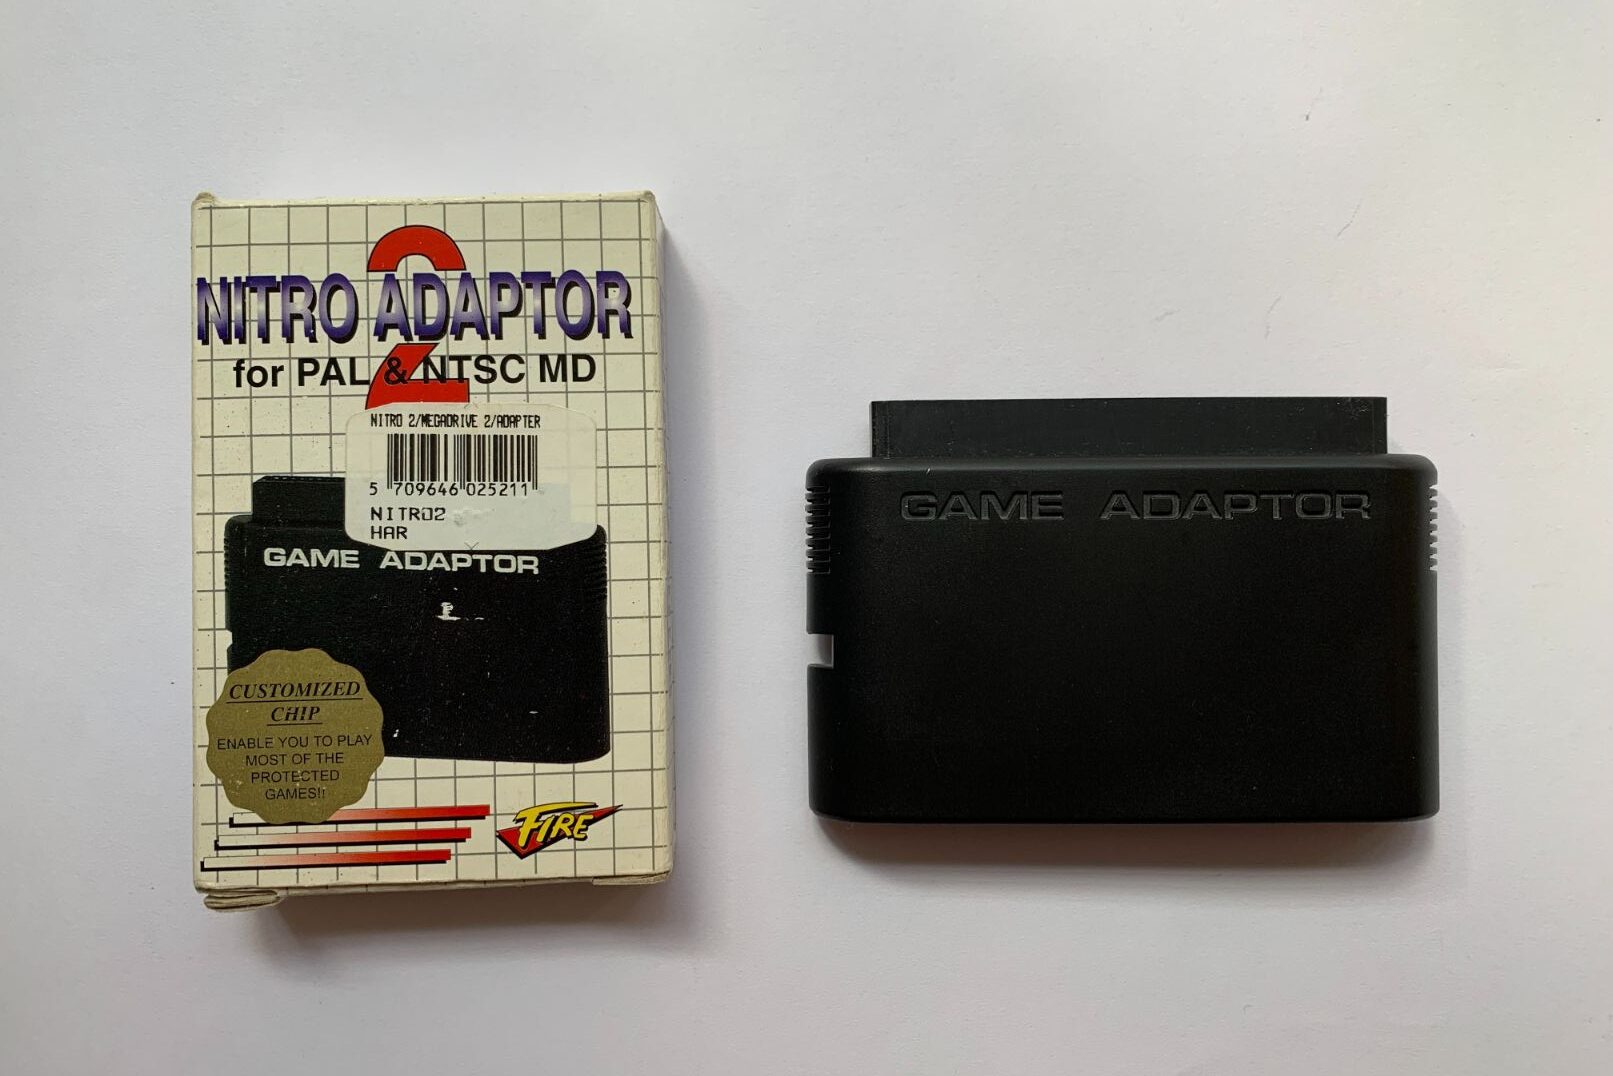 2
NITRO ADAPTOR
for PAL & NTSC MD
NITRO 2/MEGADRIVE 2/ADAPTER
5 709646 025211
NITRO2
HAR
GAME ADAPTOR
CUSTOMIZED
CHIP
ENABLE YOU TO PLAY
MOST OF THE
PROTECTED
GAMES!!
FIRE
GAME ADAPTOR